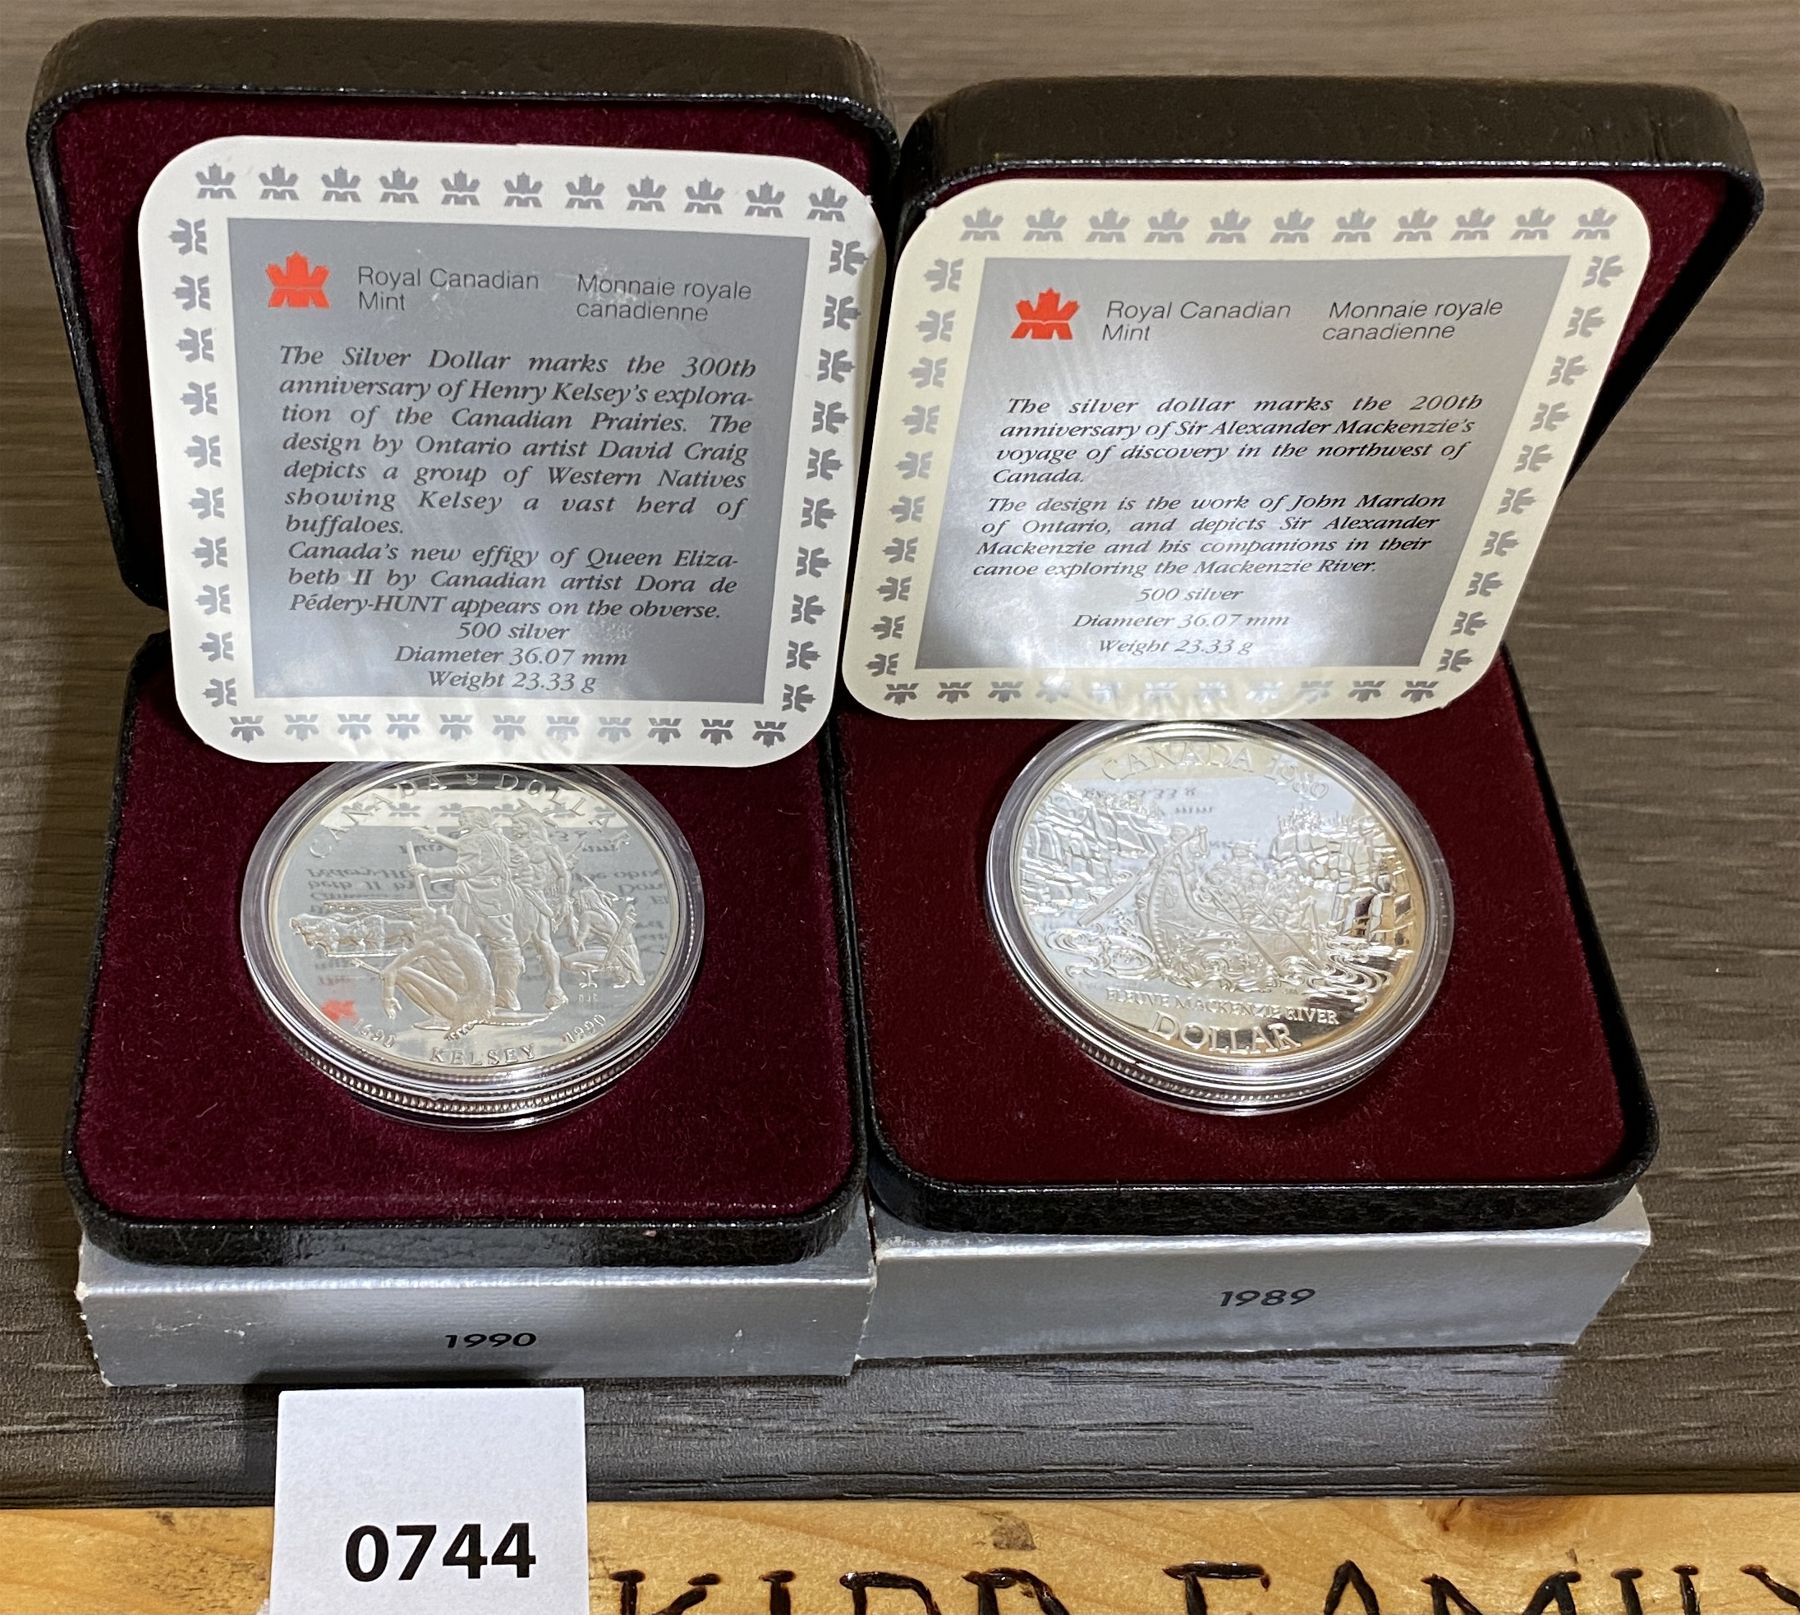 Royal Canadian
Mint
Monnaie royale
canadienne
The Silver Dollar marks the 300th
anniversary of Henry Kelsey's explora-
tion of the Canadian Prairies. The
design by Ontario artist David Craig
depicts a group of Western Natives
showing Kelsey a vast herd of
buffaloes.
Canada's new effigy of Queen Eliza-
beth II by Canadian artist Dora de
Pédery-HUNT appears on the obverse.
500 silver
Diameter 36.07 mm
Weight 23.33 g
CANADA DOLLAR
1690 KELSEY 1990
1990
Royal Canadian
Mint
Monnaie royale
canadienne
The silver dollar marks the 200th
anniversary of Sir Alexander Mackenzie's
voyage of discovery in the northwest of
Canada.
The design is the work of John Mardon
of Ontario, and depicts Sir Alexander
Mackenzie and his companions in their
canoe exploring the Mackenzie River.
500 silver
Diameter 36.07 mm
Weight 23.33 g
CANADA 1989
FLEUVE MACKENZIE RIVER
DOLLAR
1989
0744
KIDD FAMILY